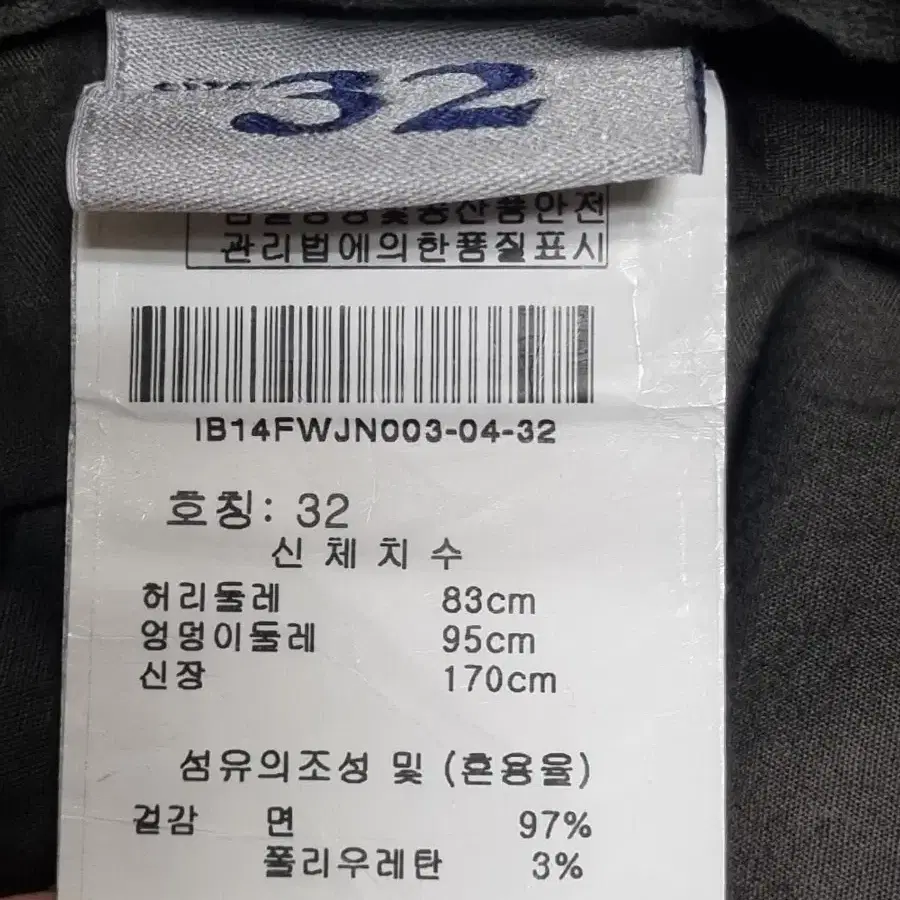 32
관리법에의한품질표시
IB14FWJN003-04-32
호칭: 32
신체치수
허리둘레 83cm
엉덩이둘레 95cm
신장 170cm
섬유의조성 및 (혼용율)
겉감 면 97%
폴리우레탄 3%